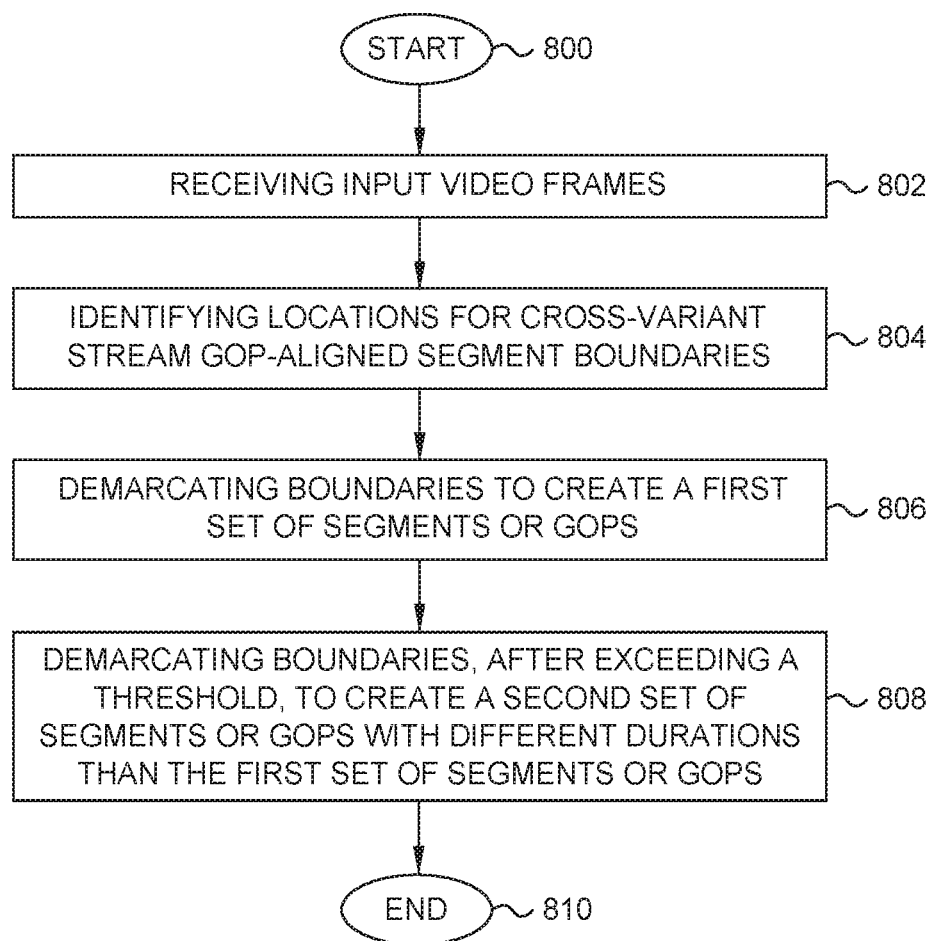 START
800
RECEIVING INPUT VIDEO FRAMES
802
IDENTIFYING LOCATIONS FOR CROSS-VARIANT
STREAM GOP-ALIGNED SEGMENT BOUNDARIES
804
DEMARCATING BOUNDARIES TO CREATE A FIRST
SET OF SEGMENTS OR GOPS
806
DEMARCATING BOUNDARIES, AFTER EXCEEDING A
THRESHOLD, TO CREATE A SECOND SET OF
SEGMENTS OR GOPS WITH DIFFERENT DURATIONS
THAN THE FIRST SET OF SEGMENTS OR GOPS
808
END
810